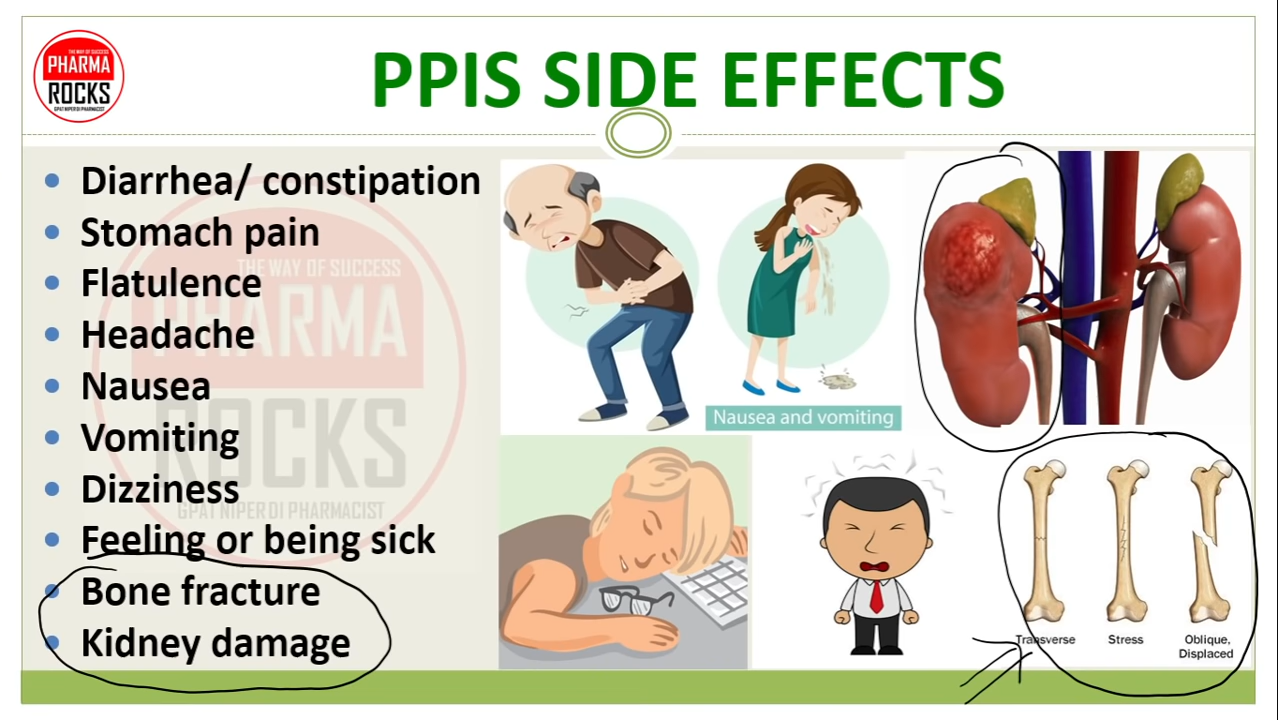 THE WAY OF SUCCESS
PHARMA
ROCKS
GPAT NIPER DI PHARMACIST
PPIS SIDE EFFECTS
Diarrhea/ constipation
Stomach pain
Flatulence
Headache
Nausea
Vomiting
Dizziness
Feeling or being sick
Bone fracture
Kidney damage
THE WAY OF SUCCESS
PHARMA
ROCKS
GPAT NIPER DI PHARMACIST
Nausea and vomiting
Transverse
Stress
Oblique,
Displaced